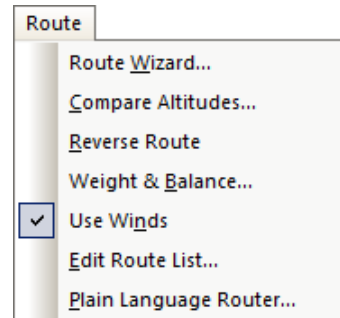 Route
Route Wizard...
Compare Altitudes...
Reverse Route
Weight & Balance...
Use Winds
Edit Route List...
Plain Language Router...